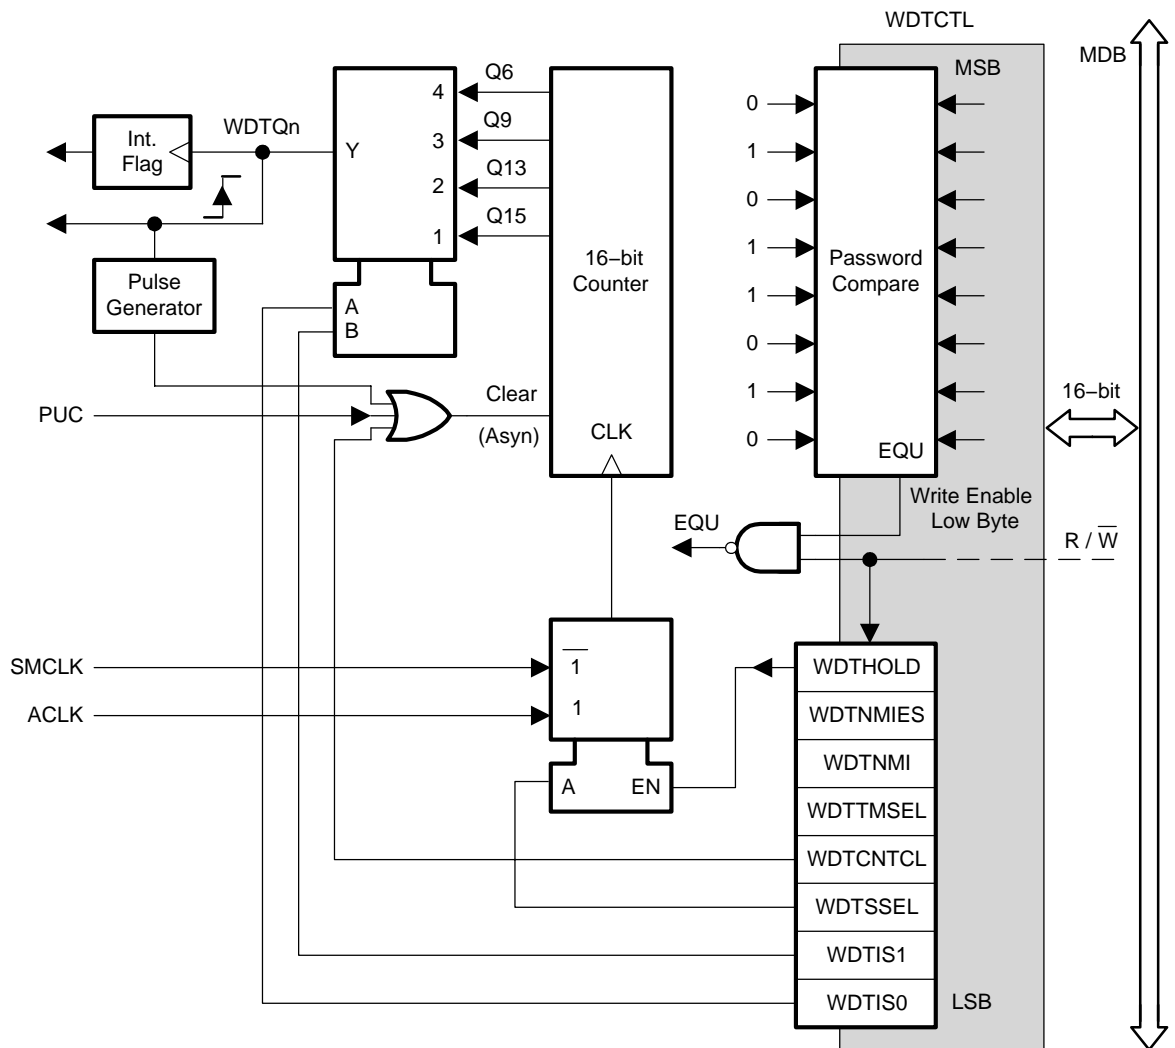 WDTCTL
MDB
MSB
Q6
4
0
Int.
Flag
WDTQn
Q9
Y
3
1
Q13
2
0
Q15
1
1
Pulse
Generator
16−bit
Counter
Password
Compare
1
A
B
0
1
16−bit
PUC
Clear
(Asyn)
CLK
0
EQU
Write Enable
Low Byte
EQU
R / W
SMCLK
1
WDTHOLD
ACLK
1
WDTNMIES
WDTNMI
A
EN
WDTTMSEL
WDTCNTCL
WDTSSEL
WDTIS1
WDTIS0
LSB